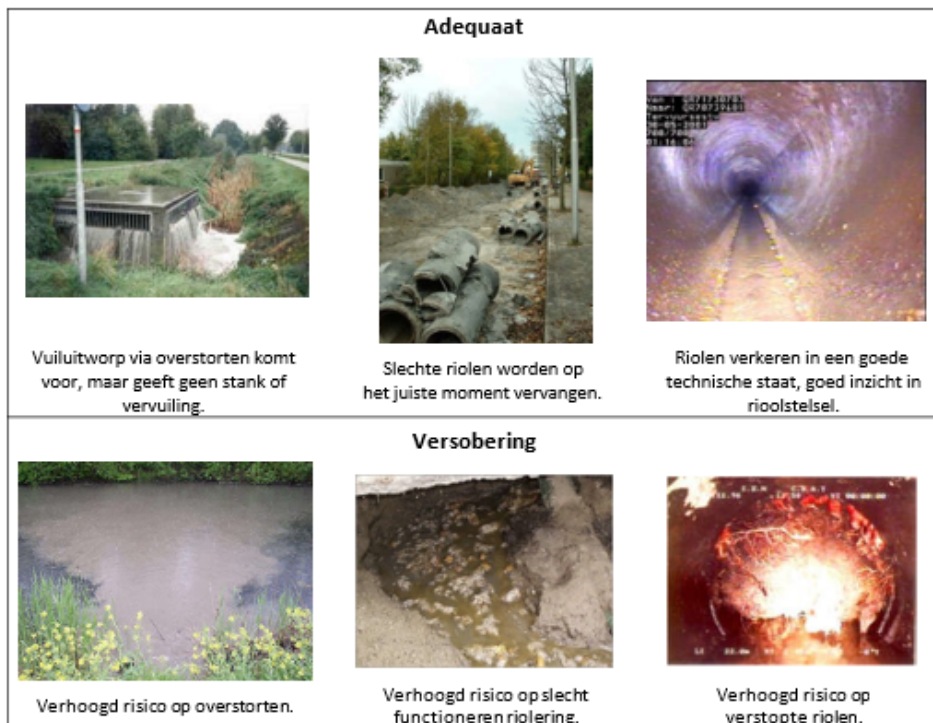 Adequaat
Vuiluitworp via overstorten komt
voor, maar geeft geen stank of
vervuiling.
Slechte riolen worden op
het juiste moment vervangen.
Riolen verkeren in een goede
technische staat, goed inzicht in
rioolstelsel.
Versobering
Verhoogd risico op overstorten.
Verhoogd risico op slecht
functioneren riolering.
Verhoogd risico op
verstopte riolen.